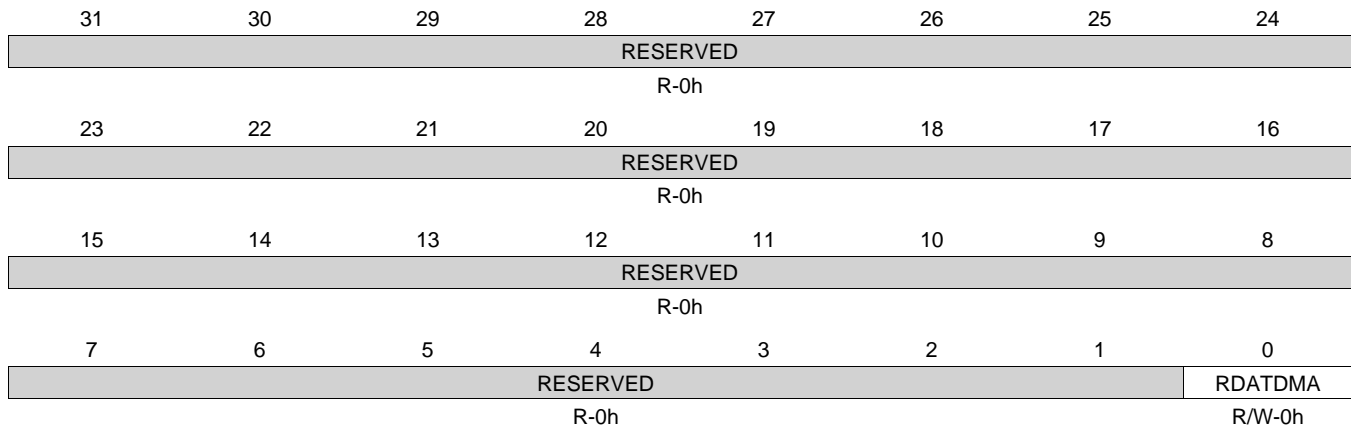 31 30 29 28 27 26 25 24
RESERVED
R-0h
23 22 21 20 19 18 17 16
RESERVED
R-0h
15 14 13 12 11 10 9 8
RESERVED
R-0h
7 6 5 4 3 2 1 0
RESERVED RDATDMA
R-0h R/W-0h